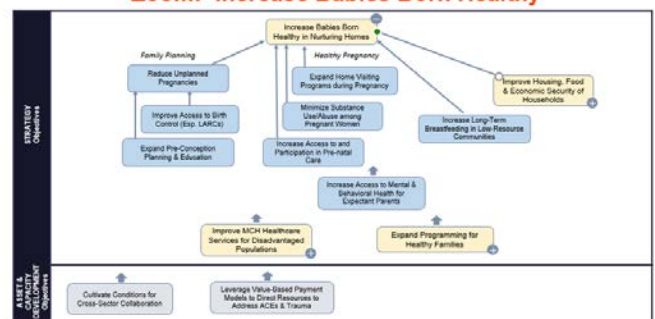 Increase Babies Born Healthy
Increase Babies Born
Healthy in Nurturing Homes
Family Planning
Healthy Pregnancy
Reduce Unplanned
Pregnancies
Expand Home Visiting
Programs during Pregnancy
Improve Housing, Food
& Economic Security of
Households
Improve Access to Birth
Control (Esp. LARCs)
Minimize Substance
Use/Abuse among
Pregnant Women
Increase Long-Term
Breastfeeding in Low-Resource
Communities
Expand Pre-Conception
Planning & Education
Increase Access to and
Participation in Pre-natal
Care
Increase Access to Mental &
Behavioral Health for
Expectant Parents
Improve MCH Healthcare
Services for Disadvantaged
Populations
Expand Programming for
Healthy Families
STRATEGY
Objectives
Cultivate Conditions for
Cross-Sector Collaboration
Leverage Value-Based Payment
Models to Direct Resources to
Address ACEs & Trauma
ASSET &
CAPACITY
DEVELOPMENT
Objectives